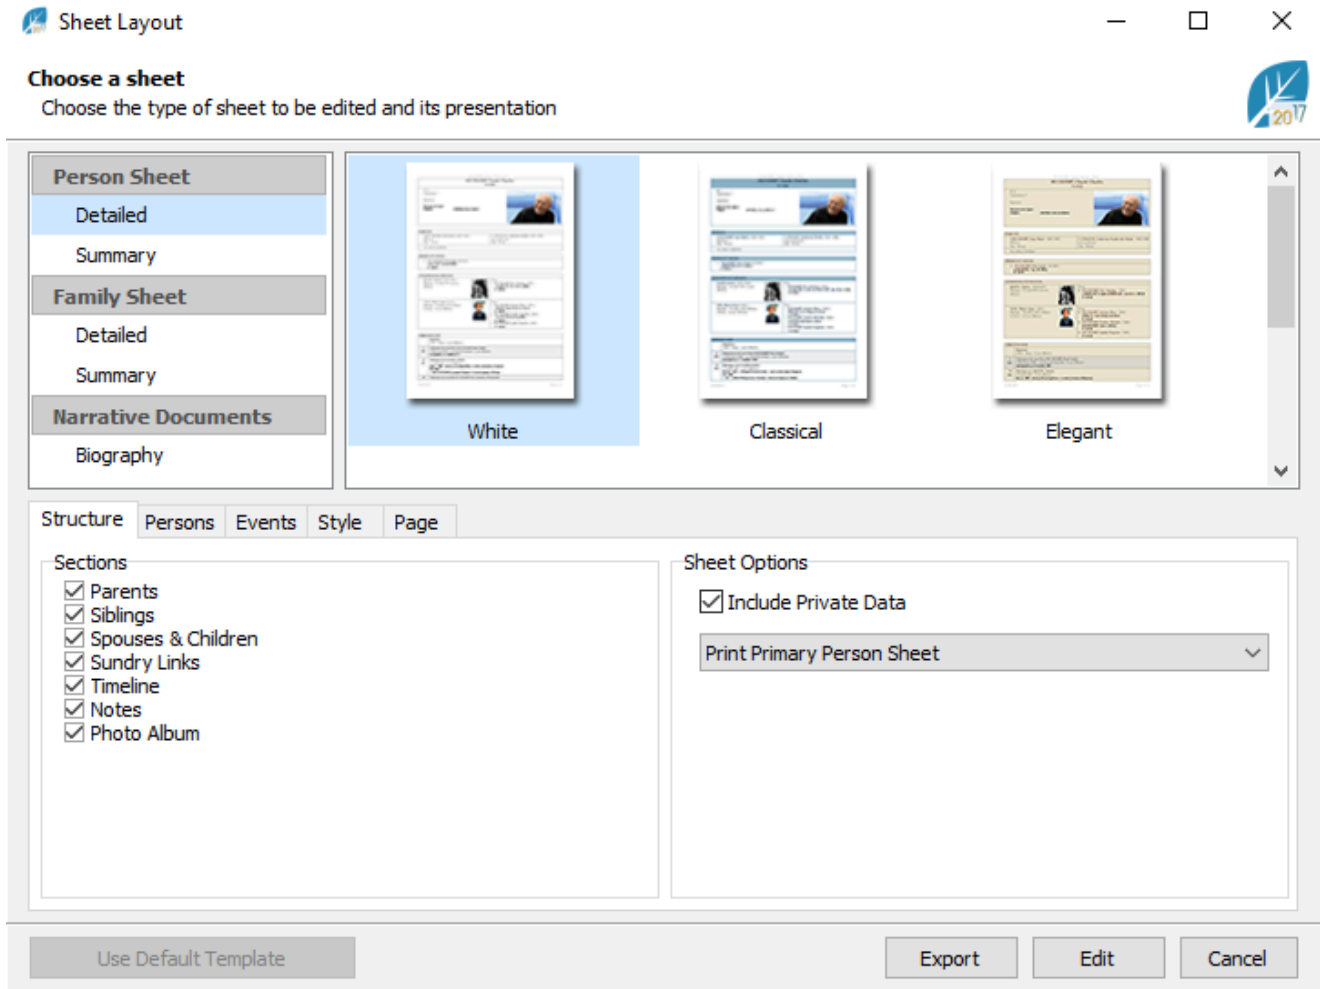 Sheet Layout
Choose a sheet
Choose the type of sheet to be edited and its presentation
2017
Person Sheet
Detailed
Summary
Family Sheet
Detailed
Summary
Narrative Documents
Biography
White
Classical
Elegant
Structure
Persons
Events
Style
Page
Sections
Parents
Siblings
Spouses & Children
Sundry Links
Timeline
Notes
Photo Album
Sheet Options
Include Private Data
Print Primary Person Sheet
Use Default Template
Export
Edit
Cancel